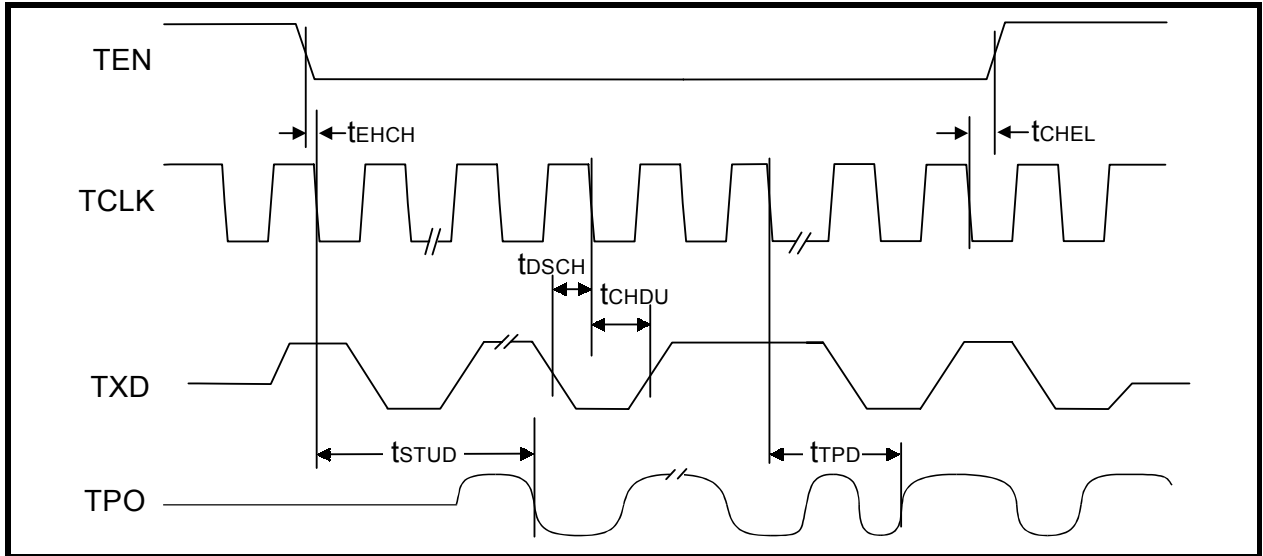 TEN
tEHCH
tCHEL
TCLK
tDSCH
tCHDU
TXD
tSTUD
tTPD
TPO